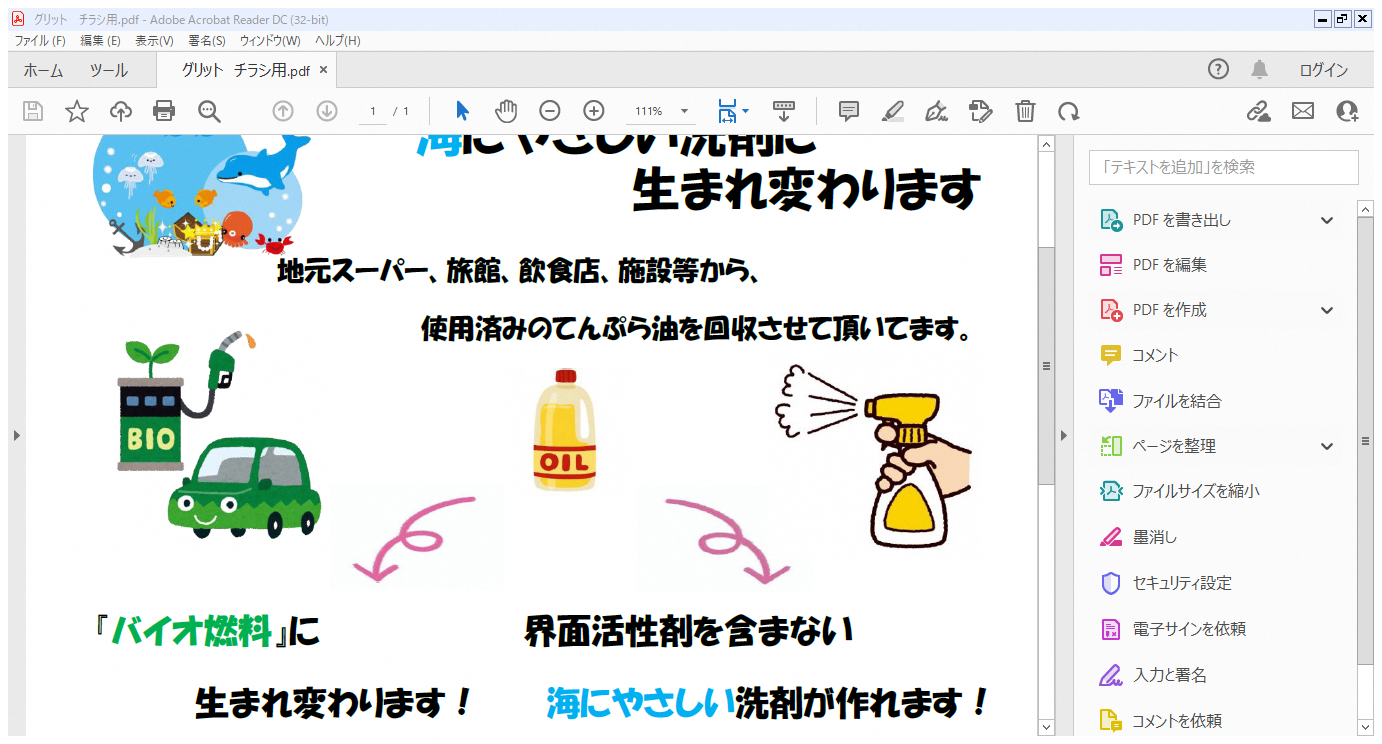 グリット　チラシ用.pdf - Adobe Acrobat Reader DC (32-bit)
ファイル (F) 編集 (E) 表示(V) 署名(S) ウィンドウ(W) ヘルプ(H)
ホーム ツール グリット　チラシ用.pdf × ログイン
1 / 1 111%
海にやさしい洗剤に
生まれ変わります
地元スーパー、旅館、飲食店、施設等から、
使用済みのてんぷら油を回収させて頂いてます。
BIO
OIL
『バイオ燃料』に
生まれ変わります！
界面活性剤を含まない
海にやさしい洗剤が作れます！
「テキストを追加」を検索
PDF を書き出し
PDF を編集
PDF を作成
コメント
ファイルを結合
ページを整理
ファイルサイズを縮小
墨消し
セキュリティ設定
電子サインを依頼
入力と署名
コメントを依頼